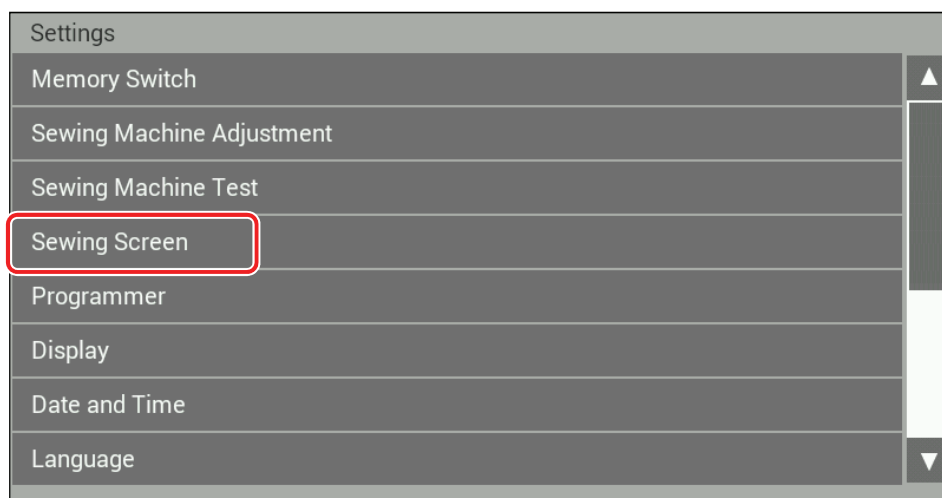 Settings
Memory Switch
Sewing Machine Adjustment
Sewing Machine Test
Sewing Screen
Programmer
Display
Date and Time
Language